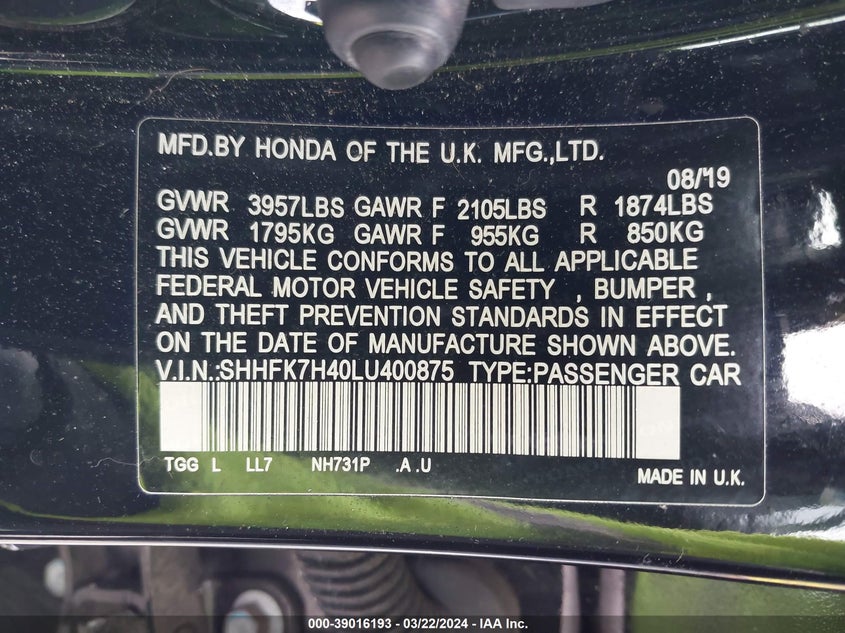 MFD.BY HONDA OF THE U.K. MFG.,LTD.
08/19
GVWR 3957LBS GAWR F 2105LBS R 1874LBS
GVWR 1795KG GAWR F 955KG R 850KG
THIS VEHICLE CONFORMS TO ALL APPLICABLE
FEDERAL MOTOR VEHICLE SAFETY , BUMPER ,
AND THEFT PREVENTION STANDARDS IN EFFECT
ON THE DATE OF MANUFACTURE SHOWN ABOVE.
V.I.N.:SHHFK7H40LU400875 TYPE:PASSENGER CAR
TGG L LL7 NH731P .A .U
MADE IN U.K.
000-39016193 - 03/22/2024 - IAA Inc.